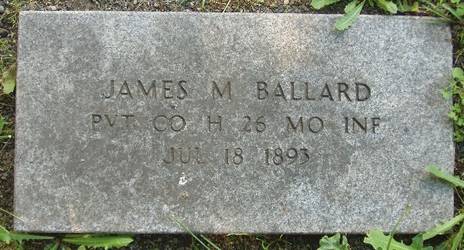 JAMES M BALLARD
PVT CO H 26 MO INF
JUL 18 1893